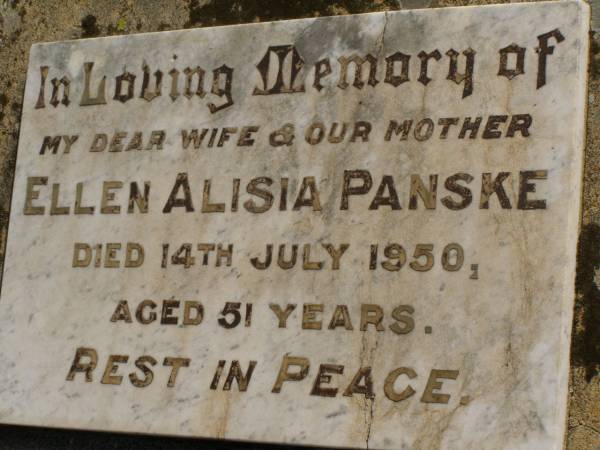 In Loving Memory of
MY DEAR WIFE & OUR MOTHER
ELLEN ALISIA PANSKE
DIED 14TH JULY 1950,
AGED 51 YEARS.
REST IN PEACE.